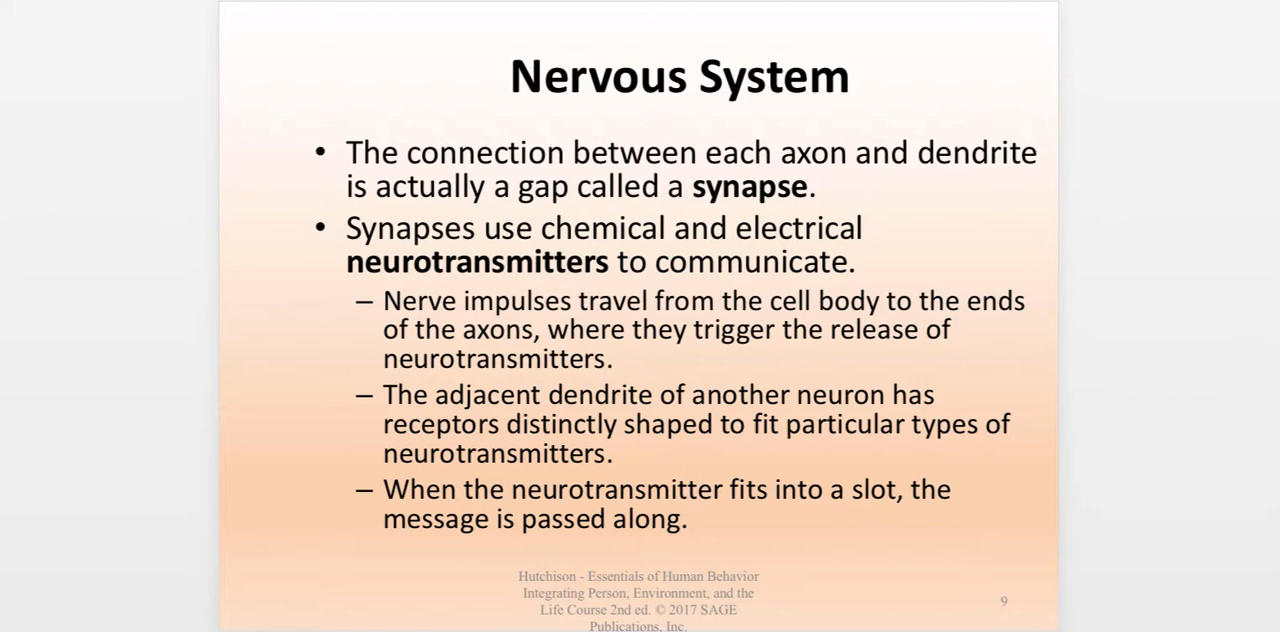 Nervous System
• The connection between each axon and dendrite
is actually a gap called a synapse.
• Synapses use chemical and electrical
neurotransmitters to communicate.
– Nerve impulses travel from the cell body to the ends
of the axons, where they trigger the release of
neurotransmitters.
– The adjacent dendrite of another neuron has
receptors distinctly shaped to fit particular types of
neurotransmitters.
– When the neurotransmitter fits into a slot, the
message is passed along.
Hutchison - Essentials of Human Behavior
Integrating Person, Environment, and the
Life Course 2nd ed. © 2017 SAGE
Publications, Inc.
9